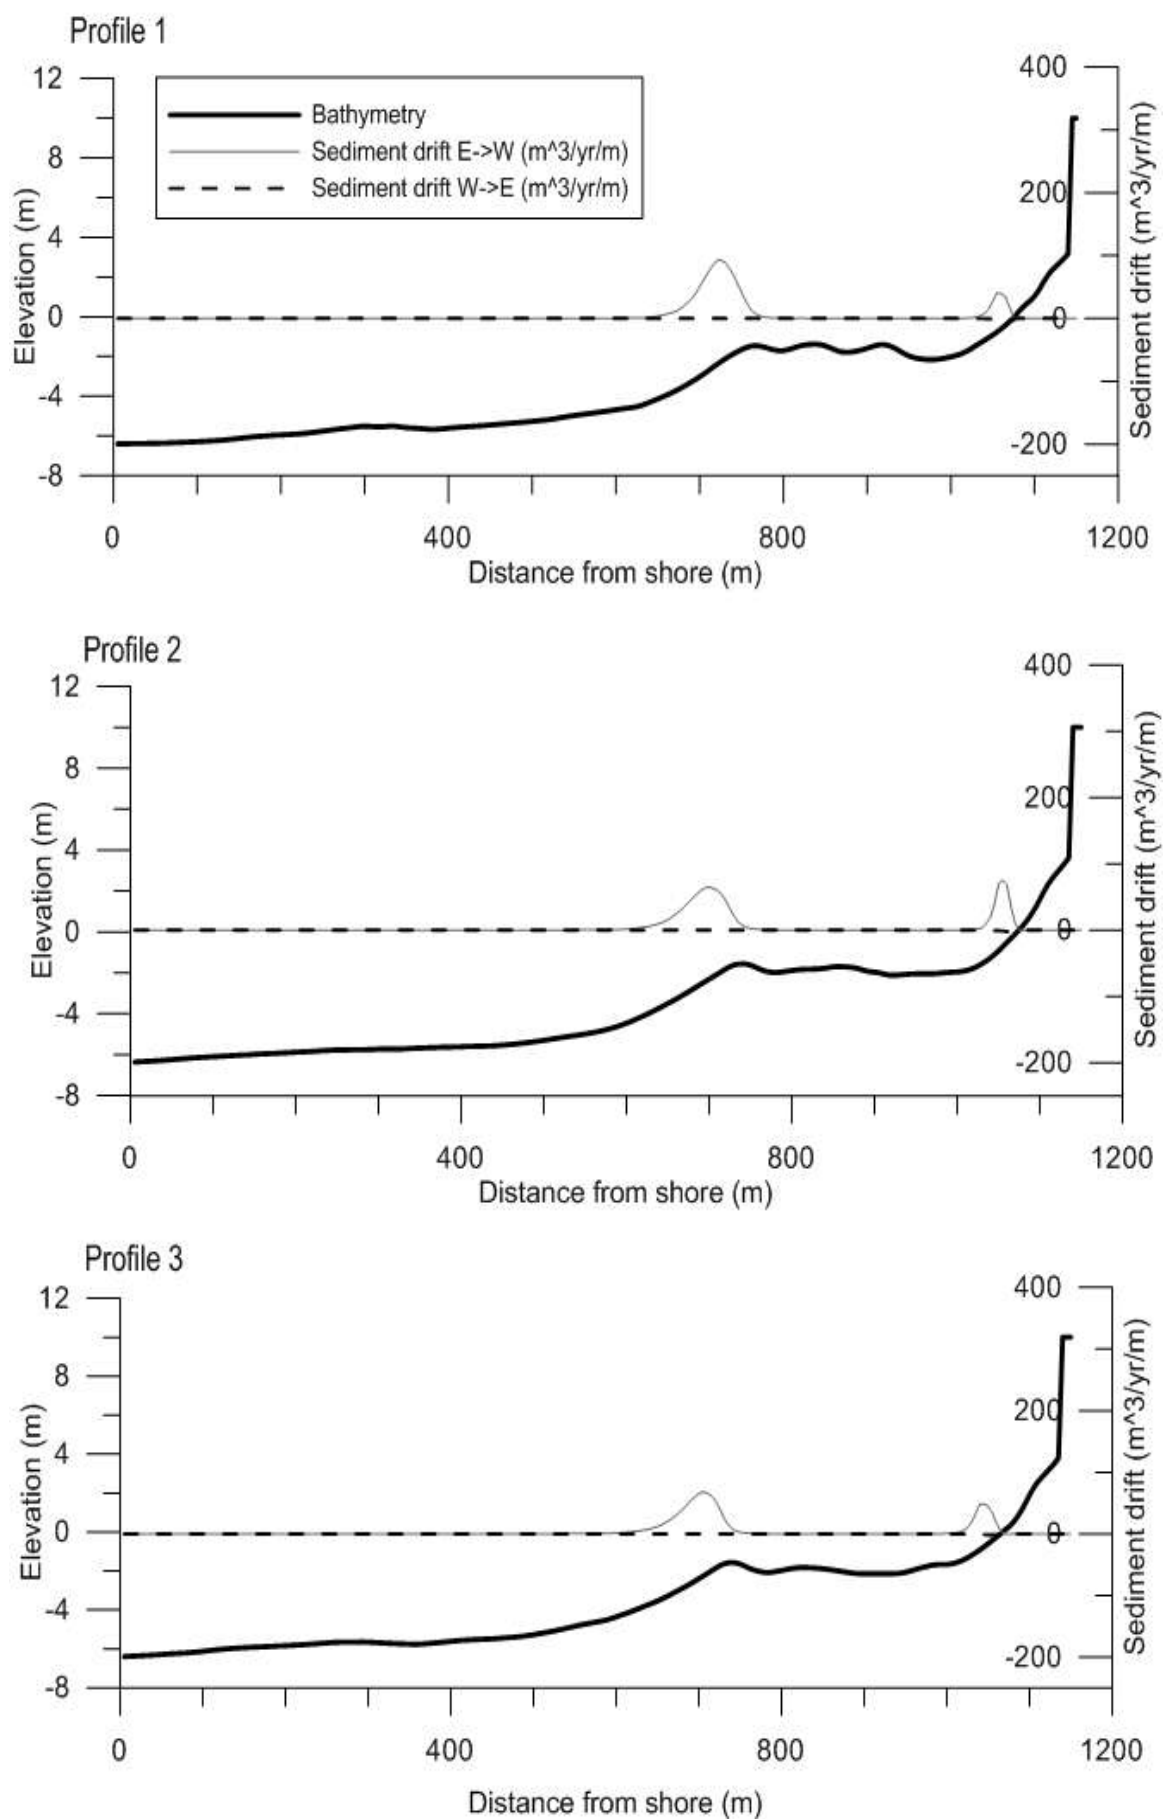 Profile 1
12
8
4
0
-4
-8
Elevation (m)
Bathymetry
Sediment drift E->W (m^3/yr/m)
Sediment drift W->E (m^3/yr/m)
400
200
0
-200
Sediment drift (m^3/yr/m)
0
400
800
1200
Distance from shore (m)
Profile 2
12
8
4
0
-4
-8
Elevation (m)
400
200
0
-200
Sediment drift (m^3/yr/m)
0
400
800
1200
Distance from shore (m)
Profile 3
12
8
4
0
-4
-8
Elevation (m)
400
200
0
-200
Sediment drift (m^3/yr/m)
0
400
800
1200
Distance from shore (m)